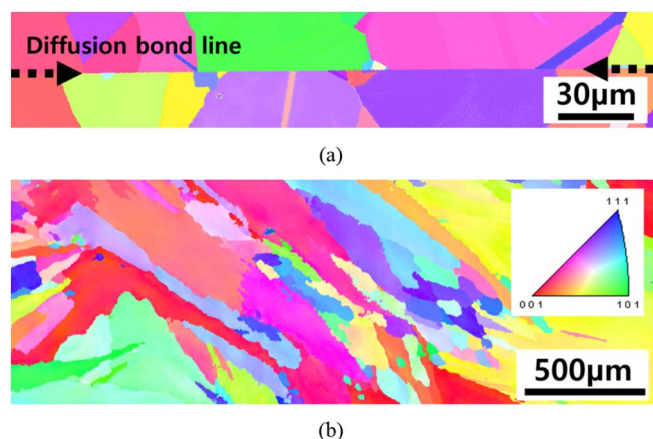 Diffusion bond line
30μm
(a)
111
001
101
500μm
(b)